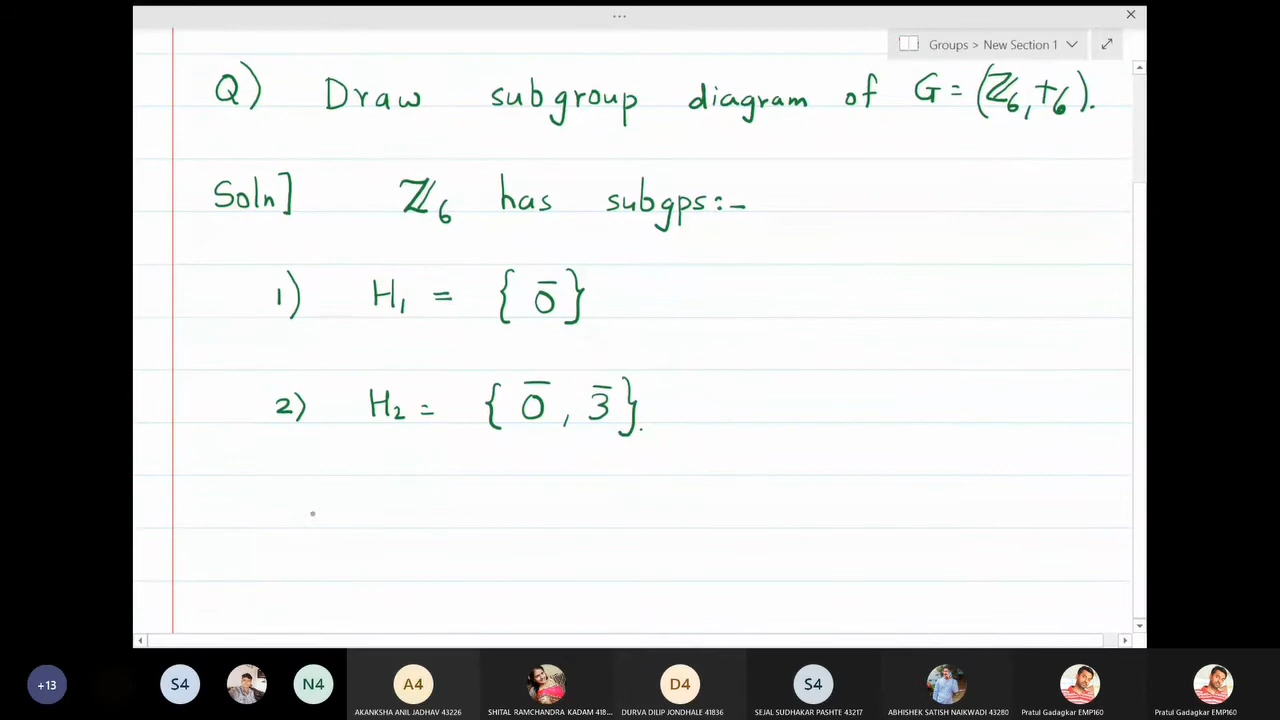 Groups > New Section 1
Q) Draw subgroup diagram of G = (ℤ₆, +₆).
Soln] ℤ₆ has subgps:-
1) H₁ = { 0̅ }
2) H₂ = { 0̅ , 3̅ }.
+13 S4 N4 A4 D4 S4
AKANKSHA ANIL JADHAV 43226 SHITAL RAMCHANDRA KADAM 418... DURVA DILIP JONDHALE 41836 SEJAL SUDHAKAR PASHTE 43217 ABHISHEK SATISH NAIKWADI 43280 Pratul Gadagkar EMP160 Pratul Gadagkar EMP160